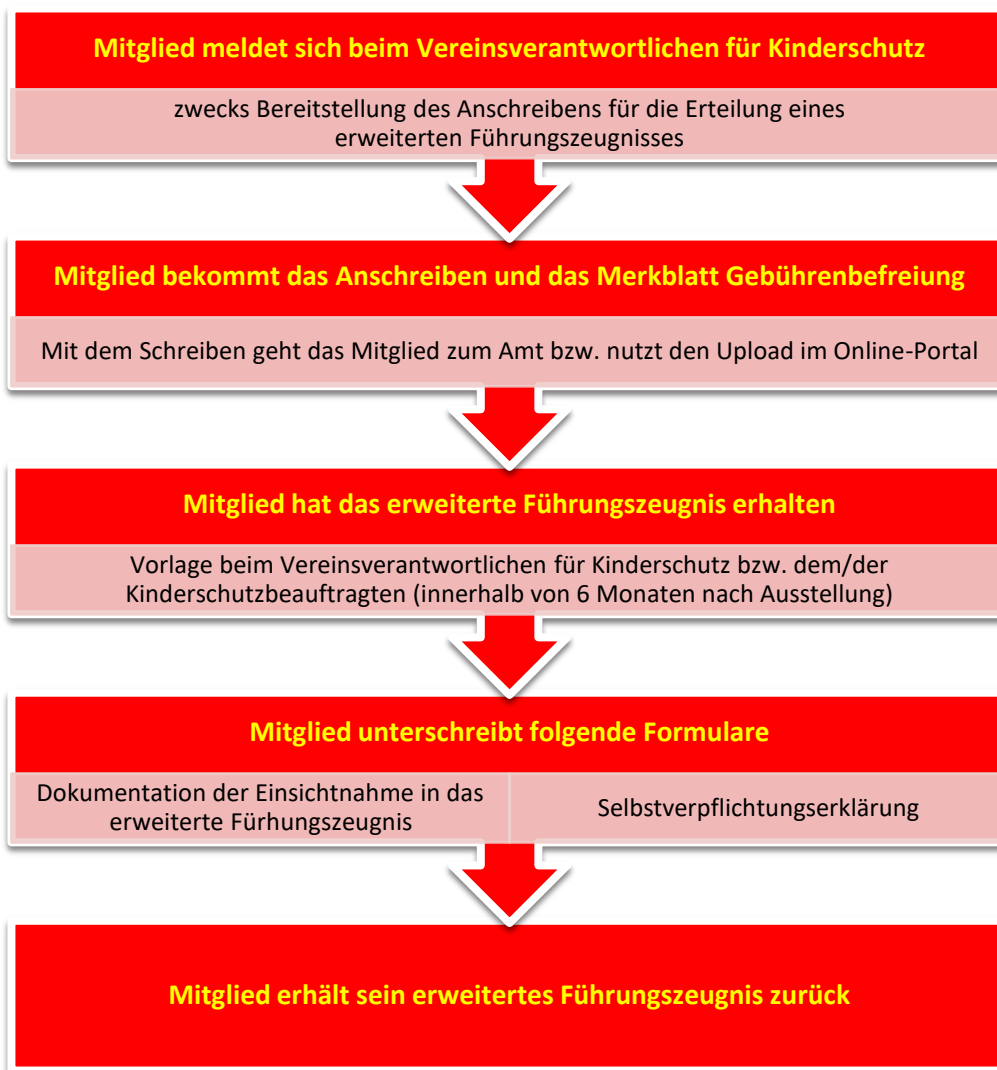 Mitglied meldet sich beim Vereinsverantwortlichen für Kinderschutz
zwecks Bereitstellung des Anschreibens für die Erteilung eines
erweiterten Führungszeugnisses
Mitglied bekommt das Anschreiben und das Merkblatt Gebührenbefreiung
Mit dem Schreiben geht das Mitglied zum Amt bzw. nutzt den Upload im Online-Portal
Mitglied hat das erweiterte Führungszeugnis erhalten
Vorlage beim Vereinsverantwortlichen für Kinderschutz bzw. dem/der
Kinderschutzbeauftragten (innerhalb von 6 Monaten nach Ausstellung)
Mitglied unterschreibt folgende Formulare
Dokumentation der Einsichtnahme in das
erweiterte Fürhungszeugnis
Selbstverpflichtungserklärung
Mitglied erhält sein erweitertes Führungszeugnis zurück